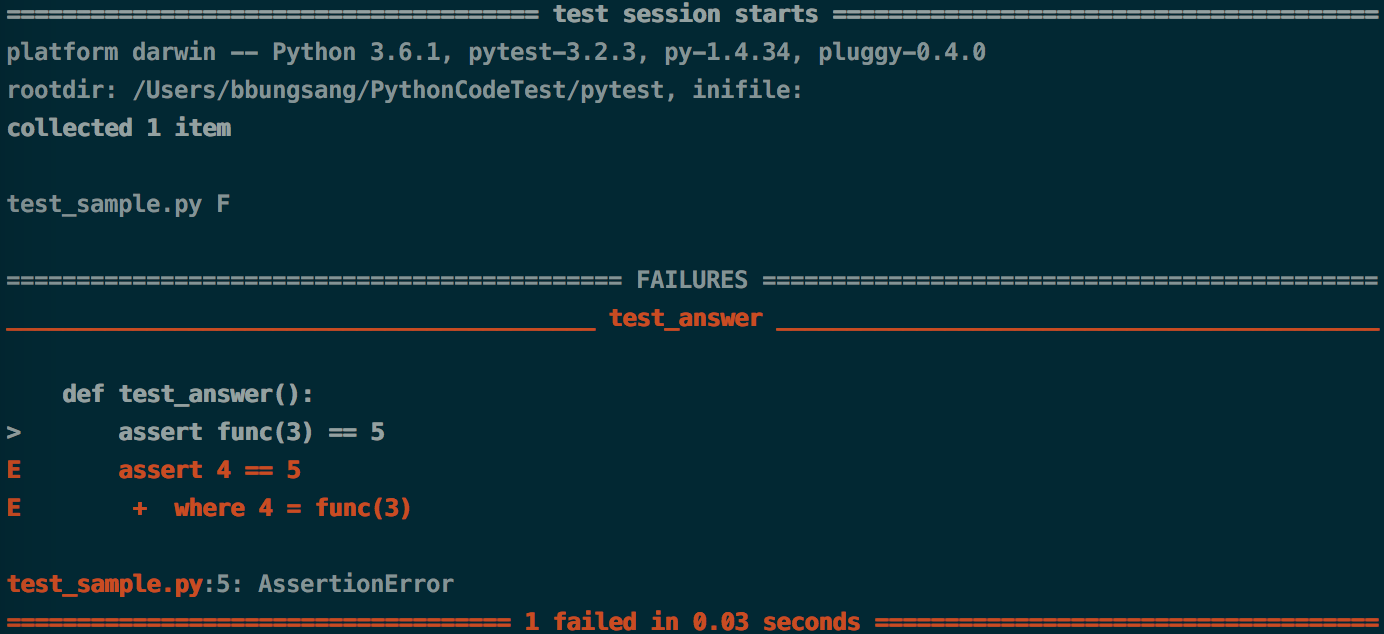 ====================================== test session starts =======================================
platform darwin -- Python 3.6.1, pytest-3.2.3, py-1.4.34, pluggy-0.4.0
rootdir: /Users/bbungsang/PythonCodeTest/pytest, inifile:
collected 1 item
test_sample.py F
============================================ FAILURES ============================================
__________________________________________ test_answer ___________________________________________
    def test_answer():
>       assert func(3) == 5
E       assert 4 == 5
E        +  where 4 = func(3)
test_sample.py:5: AssertionError
==================================== 1 failed in 0.03 seconds ====================================